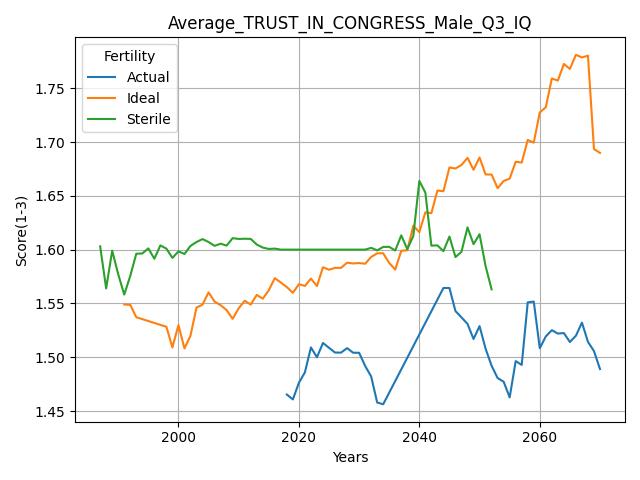 Average_TRUST_IN_CONGRESS_Male_Q3_IQ
Fertility
Actual
Ideal
Sterile
Score(1-3)
1.75
1.70
1.65
1.60
1.55
1.50
1.45
2000
2020
2040
2060
Years